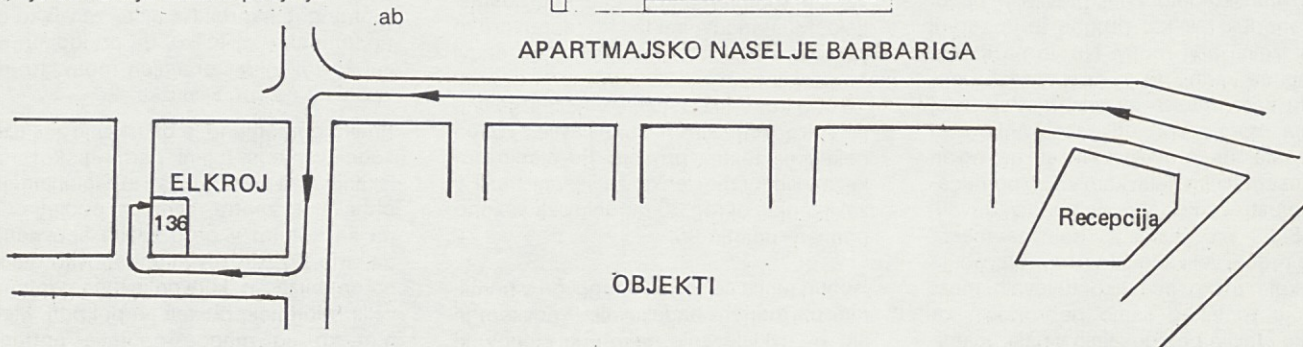 ab
APARTMAJSKO NASELJE BARBARIGA
ELKROJ
136
Recepcija
OBJEKTI